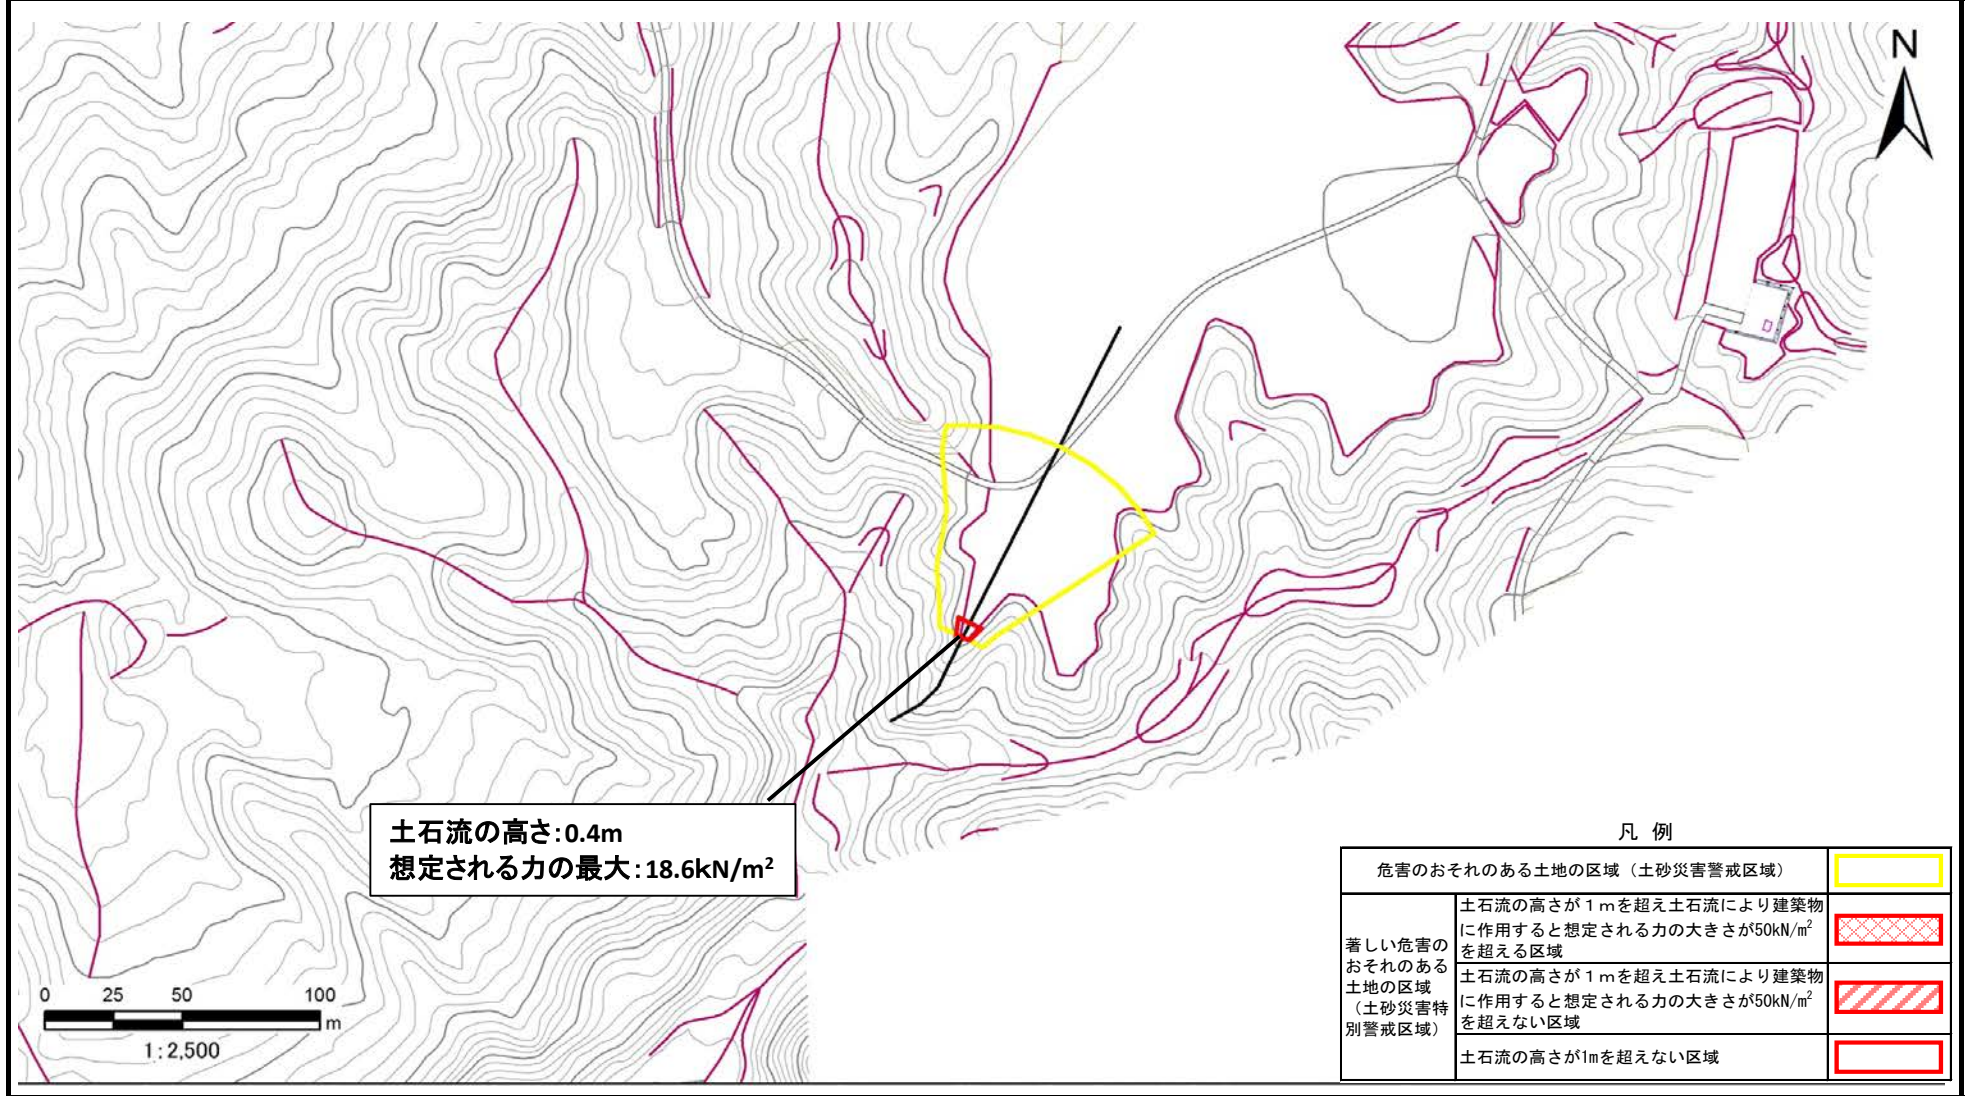 N
土石流の高さ：0.4m
想定される力の最大：18.6kN/m²
0 25 50 100
m
1：2,500
凡 例
危害のおそれのある土地の区域（土砂災害警戒区域）
著しい危害の
おそれのある
土地の区域
（土砂災害特
別警戒区域）
土石流の高さが１ｍを超え土石流により建築物
に作用すると想定される力の大きさが50kN/㎡
を超える区域
土石流の高さが１ｍを超え土石流により建築物
に作用すると想定される力の大きさが50kN/㎡
を超えない区域
土石流の高さが1mを超えない区域